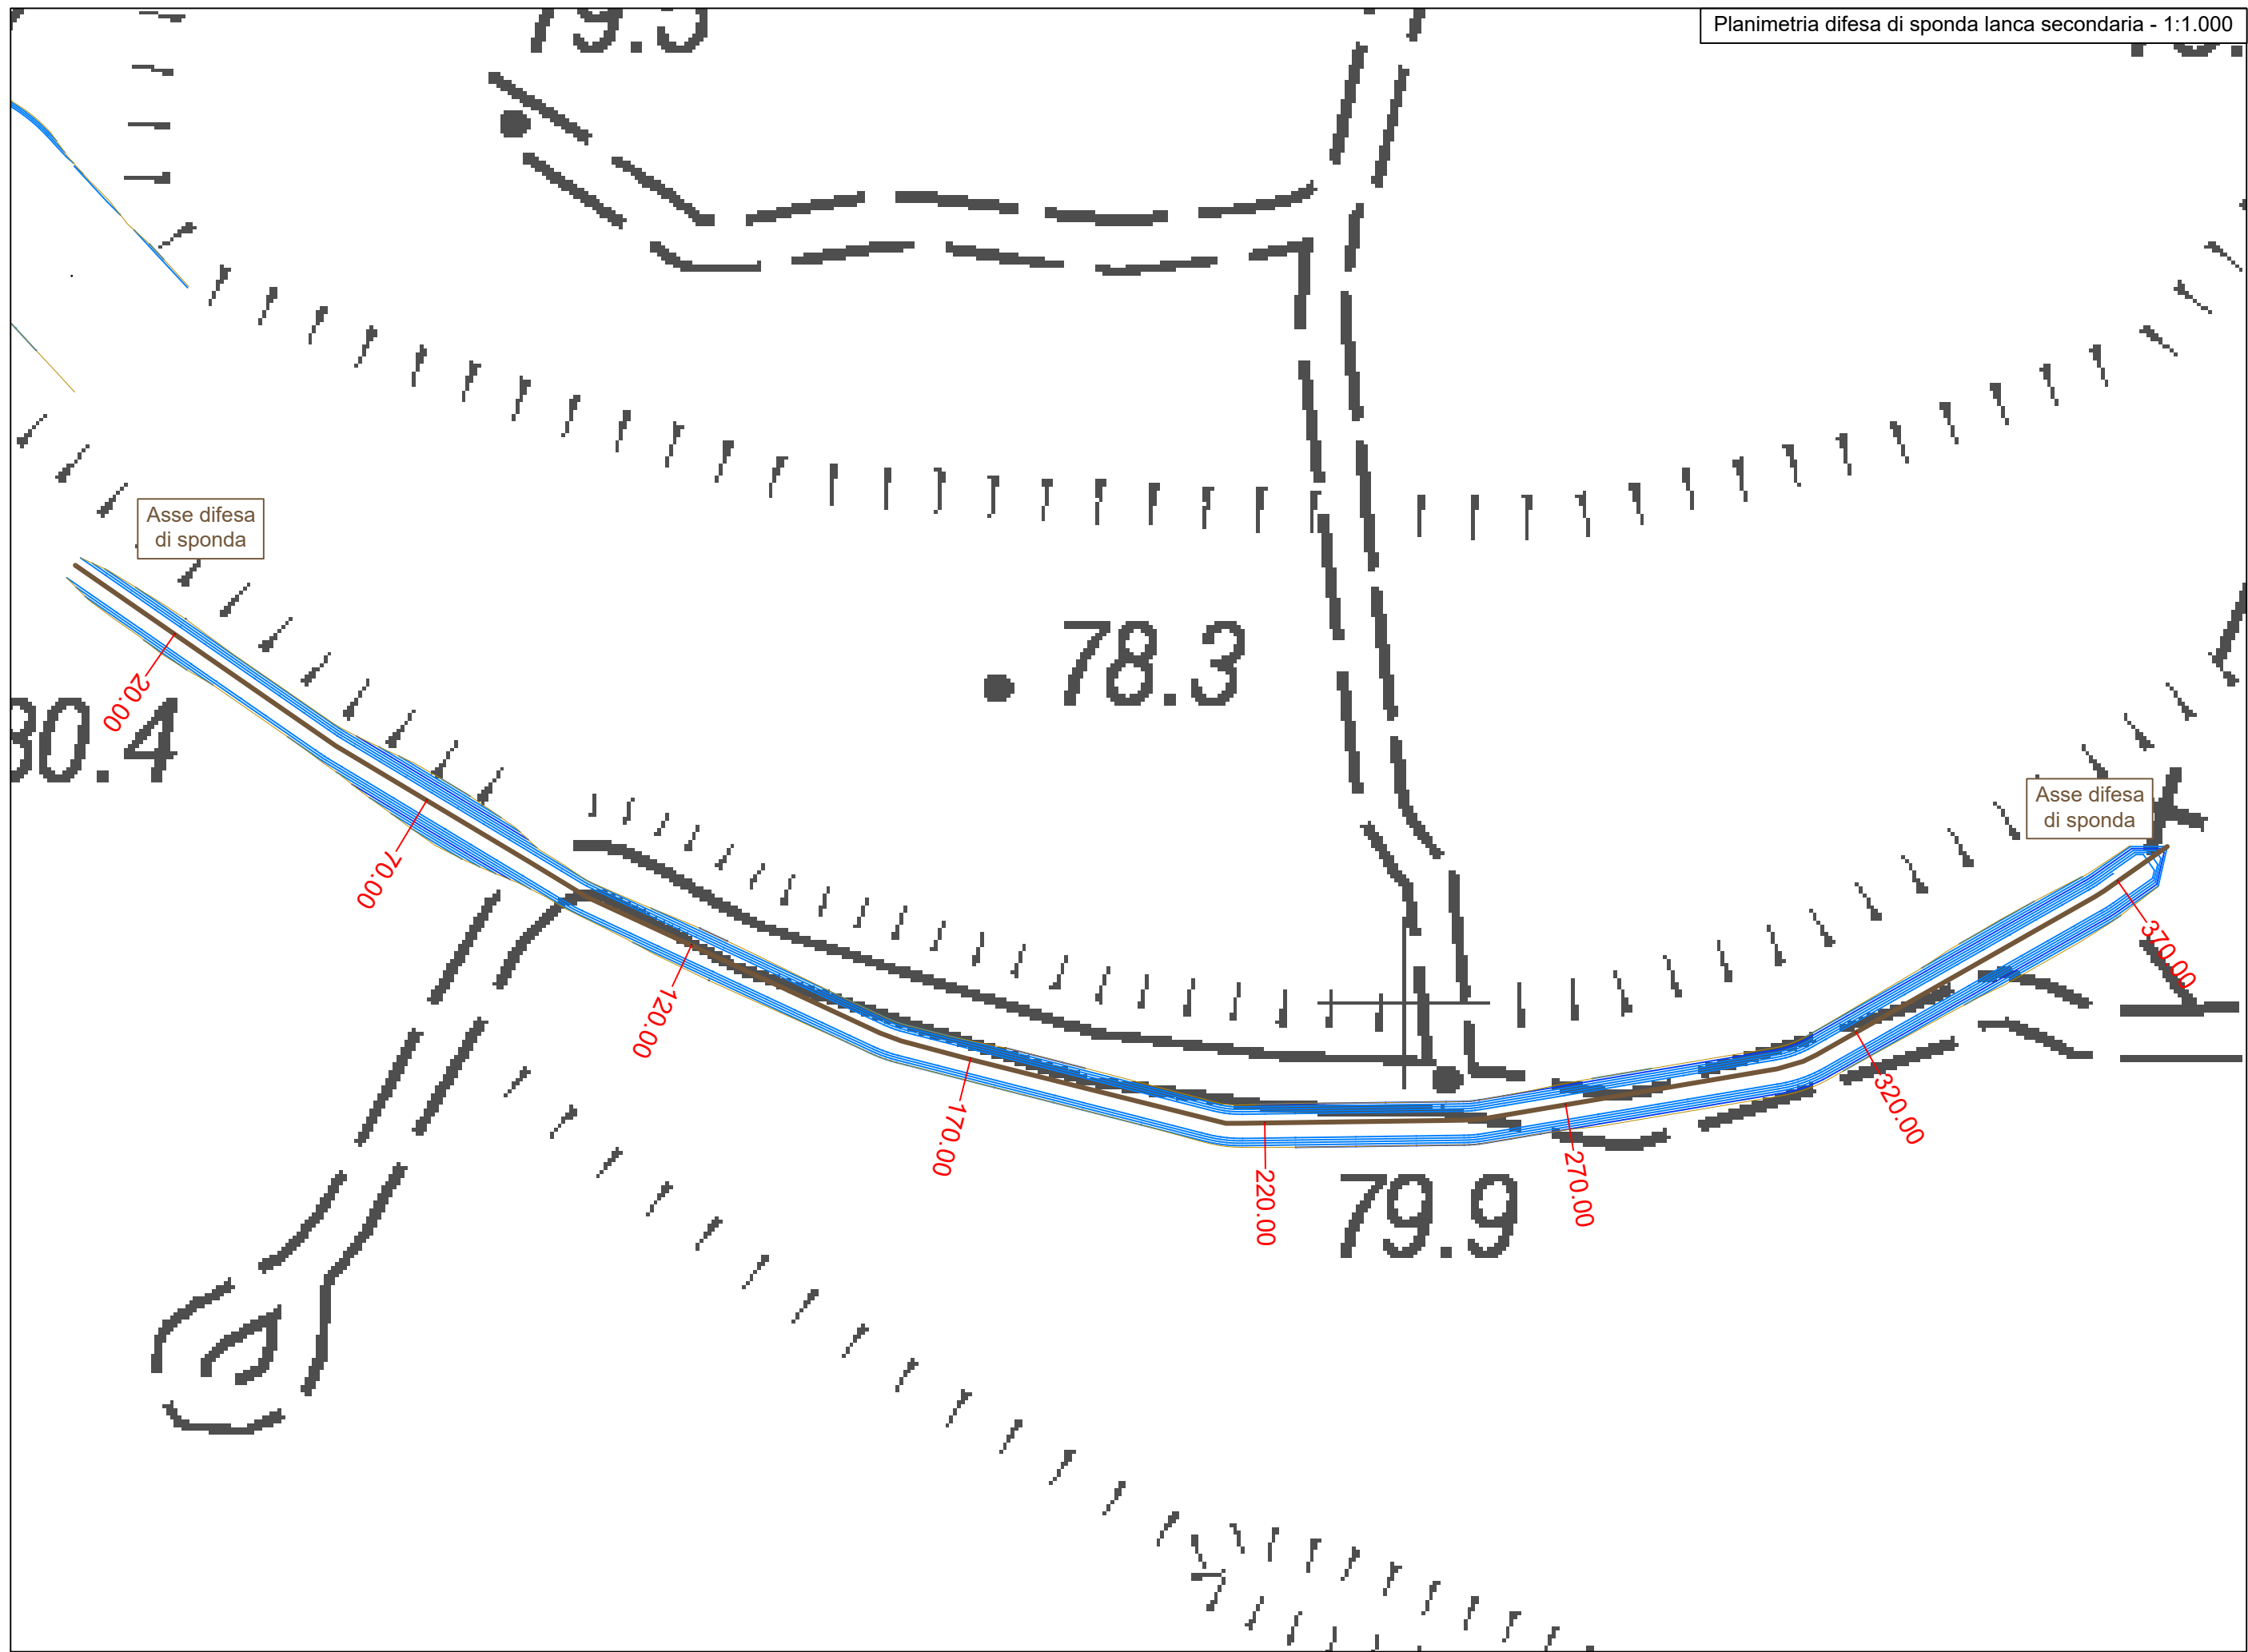 Planimetria difesa di sponda lanca secondaria - 1:1.000
Asse difesa
di sponda
78.3
20.00
70.00
Asse difesa
di sponda
120.00
170.00
220.00
270.00
320.00
370.00
79.9